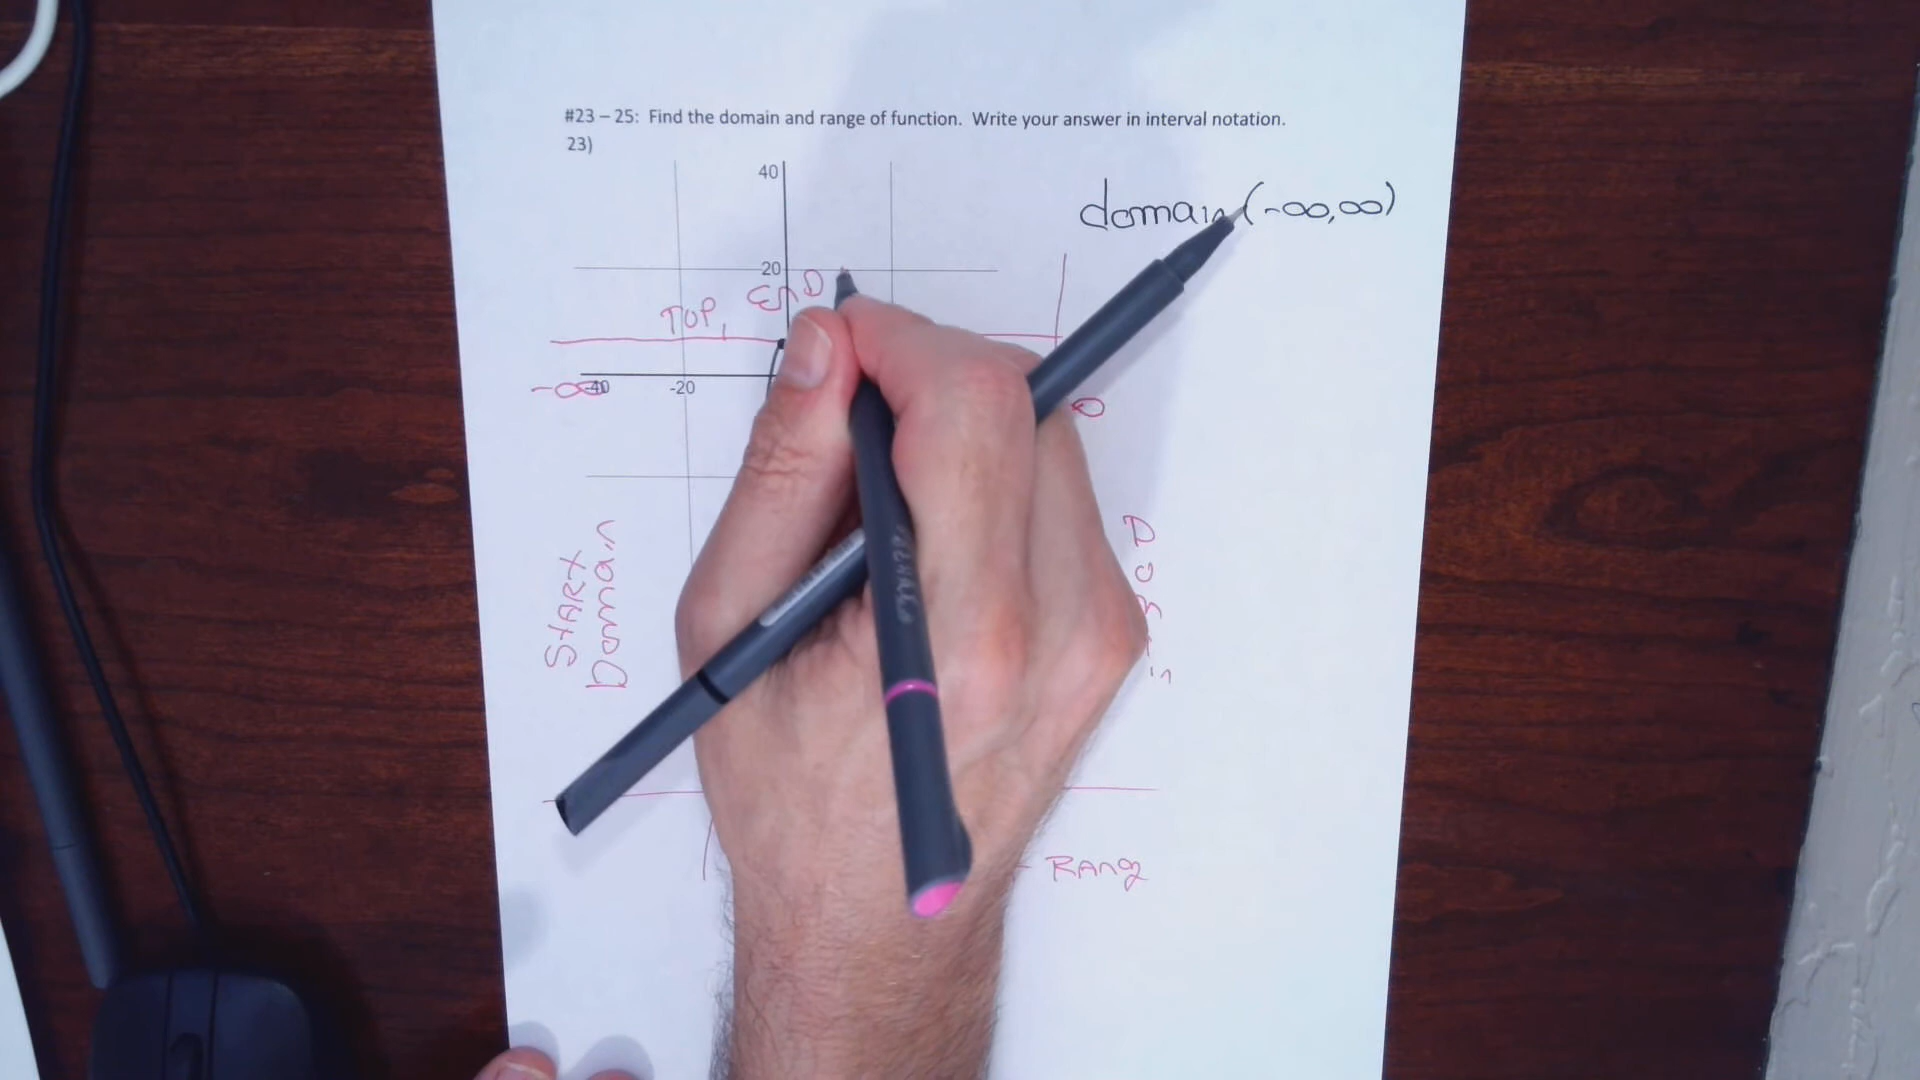 #23 – 25: Find the domain and range of function. Write your answer in interval notation.
23)
40
domain (-∞,∞)
20
END
TOP,
-∞
-40
-20
START
Domain
Range